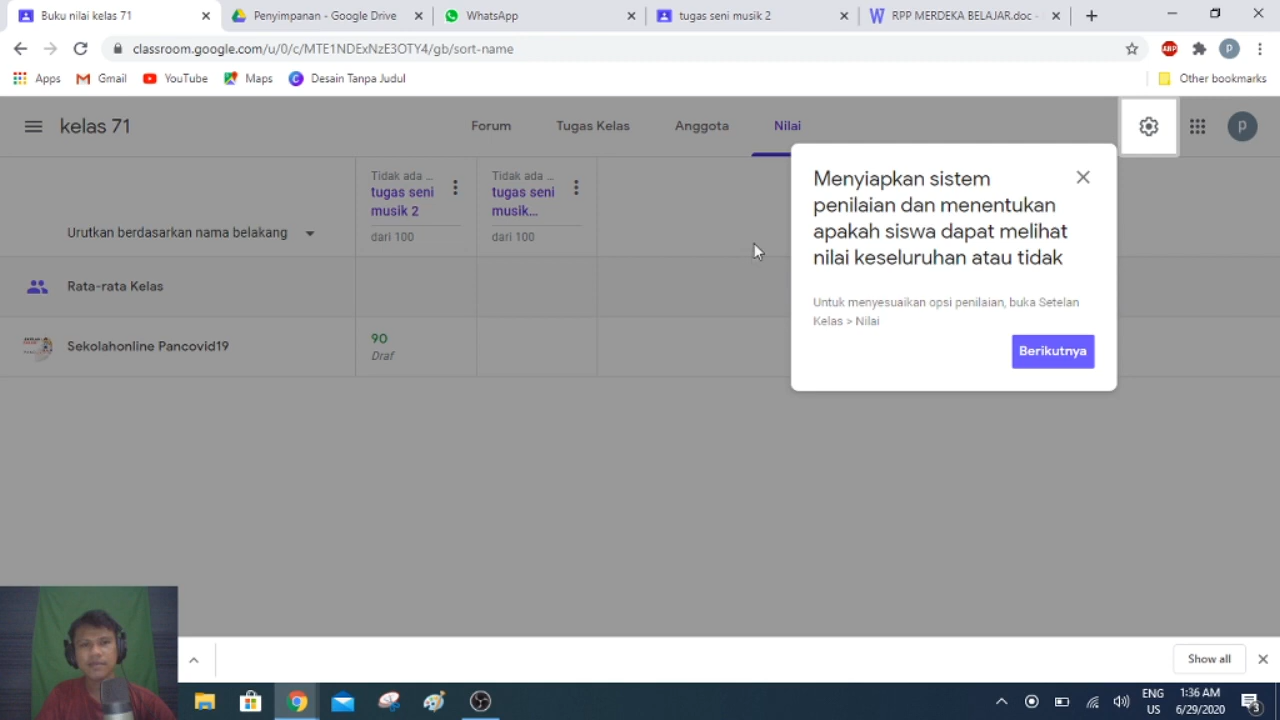 Buku nilai kelas 71
Penyimpanan - Google Drive
WhatsApp
tugas seni musik 2
RPP MERDEKA BELAJAR.doc -
classroom.google.com/u/0/c/MTE1NDExNzE3OTY4/gb/sort-name
ABP
P
Apps
Gmail
YouTube
Maps
C
Desain Tanpa Judul
Other bookmarks
kelas 71
Forum
Tugas Kelas
Anggota
Nilai
P
Urutkan berdasarkan nama belakang
Tidak ada ...
tugas seni
musik 2
dari 100
Tidak ada ...
tugas seni
musik...
dari 100
Menyiapkan sistem
penilaian dan menentukan
apakah siswa dapat melihat
nilai keseluruhan atau tidak
Untuk menyesuaikan opsi penilaian, buka Setelan
Kelas > Nilai
Berikutnya
Rata-rata Kelas
Sekolahonline Pancovid19
90
Draf
Show all
ENG
US
1:36 AM
6/29/2020
3